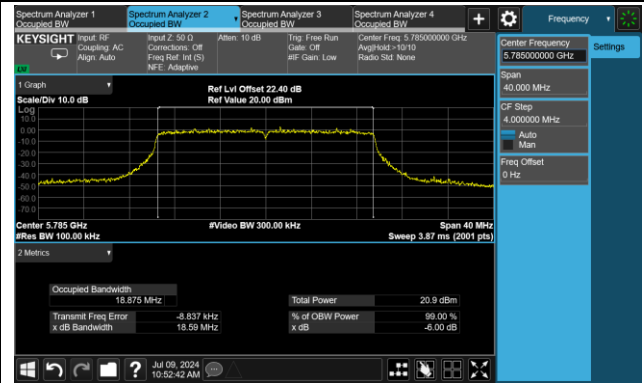 Spectrum Analyzer 1
Occupied BW
Spectrum Analyzer 2
Occupied BW
Spectrum Analyzer 3
Occupied BW
Spectrum Analyzer 4
Occupied BW
+
Frequency
KEYSIGHT
Input: RF
Coupling: AC
Align: Auto
Input Z: 50 Ω
Corrections: Off
Freq Ref: Int (S)
NFE: Adaptive
Atten: 10 dB
Trig: Free Run
Gate: Off
#IF Gain: Low
Center Freq: 5.785000000 GHz
Avg|Hold:>10/10
Radio Std: None
Center Frequency
5.785000000 GHz
Settings
Span
40.000 MHz
CF Step
4.000000 MHz
Auto
Man
Freq Offset
0 Hz
1 Graph
Scale/Div 10.0 dB
Ref Lvl Offset 22.40 dB
Ref Value 20.00 dBm
Log
10.0
0.00
-10.0
-20.0
-30.0
-40.0
-50.0
-60.0
-70.0
Center 5.785 GHz
#Res BW 100.00 kHz
#Video BW 300.00 kHz
Span 40 MHz
Sweep 3.87 ms (2001 pts)
2 Metrics
Occupied Bandwidth
18.875 MHz
Transmit Freq Error -8.837 kHz
x dB Bandwidth 18.59 MHz
Total Power 20.9 dBm
% of OBW Power 99.00 %
x dB -6.00 dB
?
Jul 09, 2024
10:52:42 AM